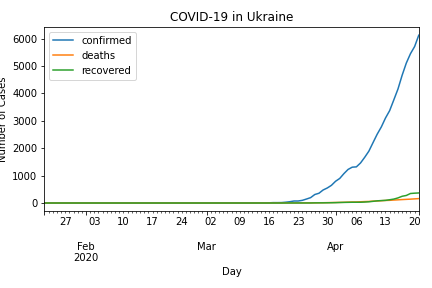 COVID-19 in Ukraine
confirmed
deaths
recovered
6000
5000
4000
3000
2000
1000
0
Number of Cases
27 03 10 17 24 02 09 16 23 30 06 13 20
Feb Mar Apr
2020
Day